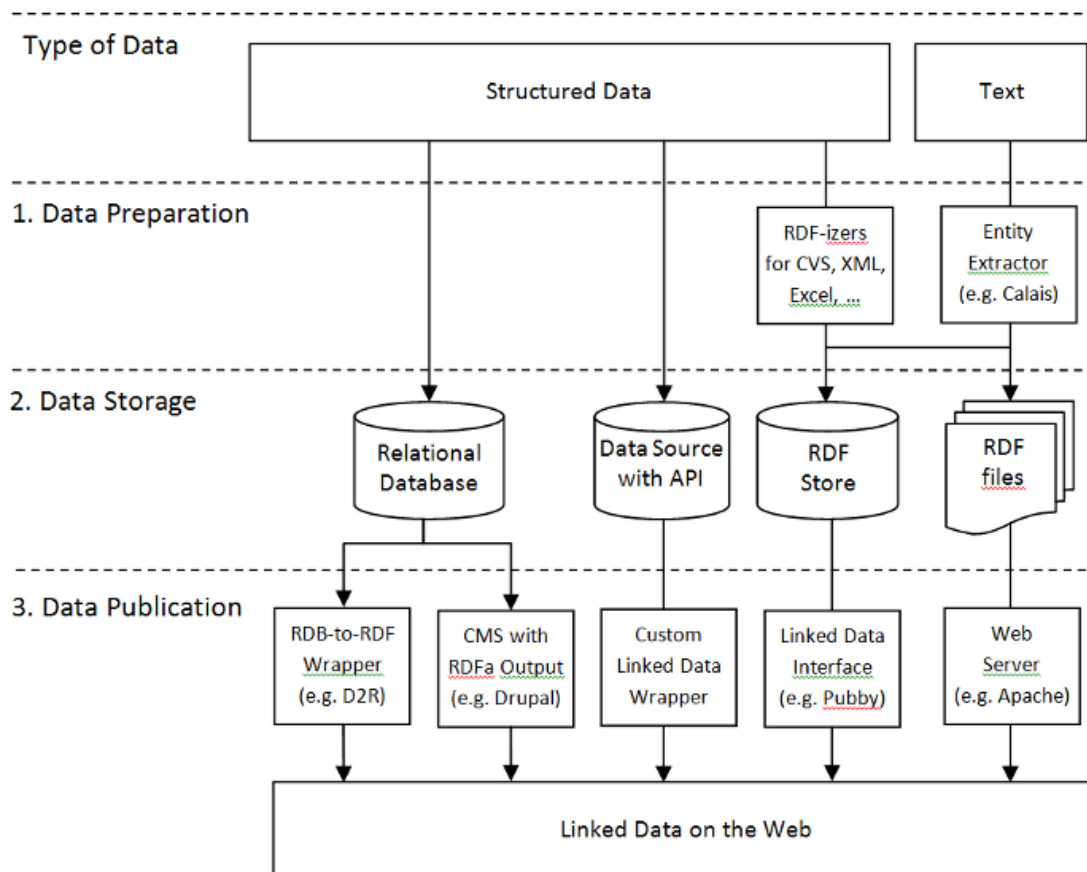 Type of Data
Structured Data
Text
1. Data Preparation
RDF-izers
for CVS, XML,
Excel, ...
Entity
Extractor
(e.g. Calais)
2. Data Storage
Relational
Database
Data Source
with API
RDF
Store
RDF
files
3. Data Publication
RDB-to-RDF
Wrapper
(e.g. D2R)
CMS with
RDFa Output
(e.g. Drupal)
Custom
Linked Data
Wrapper
Linked Data
Interface
(e.g. Pubby)
Web
Server
(e.g. Apache)
Linked Data on the Web